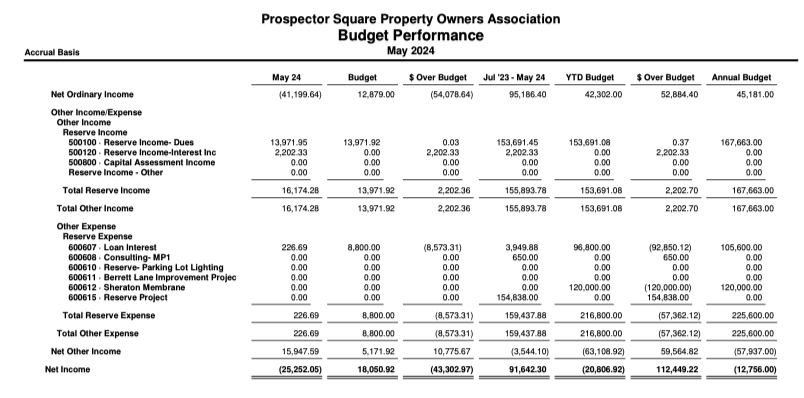 Prospector Square Property Owners Association
Budget Performance
Accrual Basis May 2024
May 24 Budget $ Over Budget Jul '23 - May 24 YTD Budget $ Over Budget Annual Budget
Net Ordinary Income (41,199.64) 12,879.00 (54,078.64) 95,186.40 42,302.00 52,884.40 45,181.00
Other Income/Expense
Other Income
Reserve Income
500100 · Reserve Income- Dues 13,971.95 13,971.92 0.03 153,691.45 153,691.08 0.37 167,663.00
500120 · Reserve Income-Interest Inc 2,202.33 0.00 2,202.33 2,202.33 0.00 2,202.33 0.00
500800 · Capital Assessment Income 0.00 0.00 0.00 0.00 0.00 0.00 0.00
Reserve Income - Other 0.00 0.00 0.00 0.00 0.00 0.00 0.00
Total Reserve Income 16,174.28 13,971.92 2,202.36 155,893.78 153,691.08 2,202.70 167,663.00
Total Other Income 16,174.28 13,971.92 2,202.36 155,893.78 153,691.08 2,202.70 167,663.00
Other Expense
Reserve Expense
600607 · Loan Interest 226.69 8,800.00 (8,573.31) 3,949.88 96,800.00 (92,850.12) 105,600.00
600608 · Consulting- MP1 0.00 0.00 0.00 650.00 0.00 650.00 0.00
600610 · Reserve- Parking Lot Lighting 0.00 0.00 0.00 0.00 0.00 0.00 0.00
600611 · Berrett Lane Improvement Projec 0.00 0.00 0.00 0.00 0.00 0.00 0.00
600612 · Sheraton Membrane 0.00 0.00 0.00 0.00 120,000.00 (120,000.00) 120,000.00
600615 · Reserve Project 0.00 0.00 0.00 154,838.00 0.00 154,838.00 0.00
Total Reserve Expense 226.69 8,800.00 (8,573.31) 159,437.88 216,800.00 (57,362.12) 225,600.00
Total Other Expense 226.69 8,800.00 (8,573.31) 159,437.88 216,800.00 (57,362.12) 225,600.00
Net Other Income 15,947.59 5,171.92 10,775.67 (3,544.10) (63,108.92) 59,564.82 (57,937.00)
Net Income (25,252.05) 18,050.92 (43,302.97) 91,642.30 (20,806.92) 112,449.22 (12,756.00)